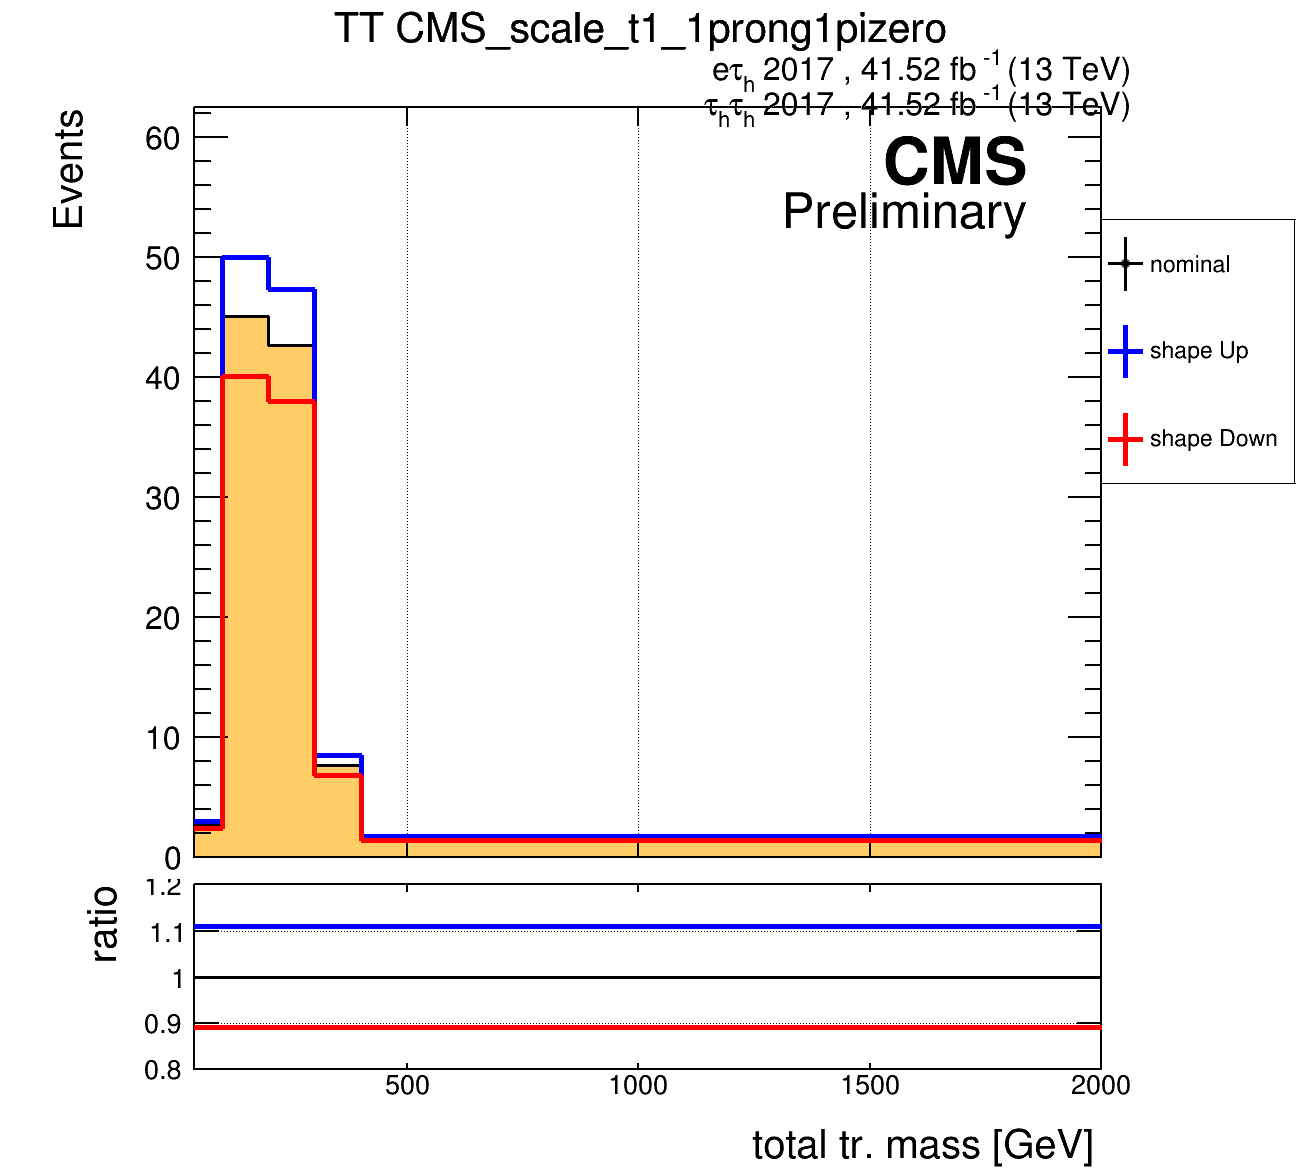 TT CMS_scale_t1_1prong1pizero
eτh 2017 , 41.52 fb -1 (13 TeV)
τhτh 2017 , 41.52 fb -1 (13 TeV)
CMS
Preliminary
Events
60
50
40
30
20
10
0
nominal
shape Up
shape Down
ratio
1.2
1.1
1
0.9
0.8
500 1000 1500 2000
total tr. mass [GeV]